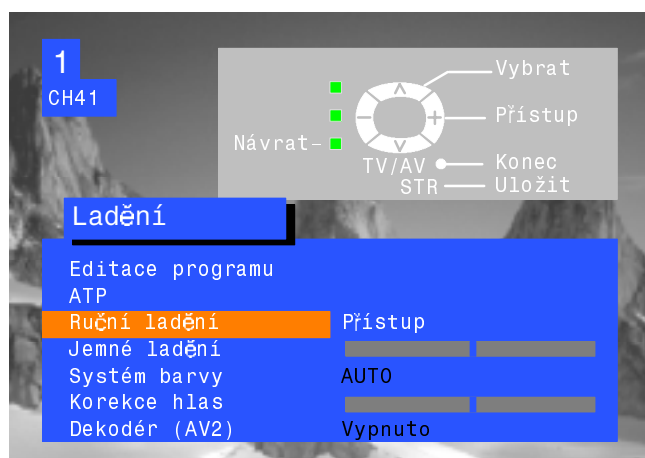 1
CH41
Vybrat
Přístup
Návrat
TV/AV Konec
STR Uložit
Ladění
Editace programu
ATP
Ruční ladění Přístup
Jemné ladění
Systém barvy AUTO
Korekce hlas
Dekodér (AV2) Vypnuto